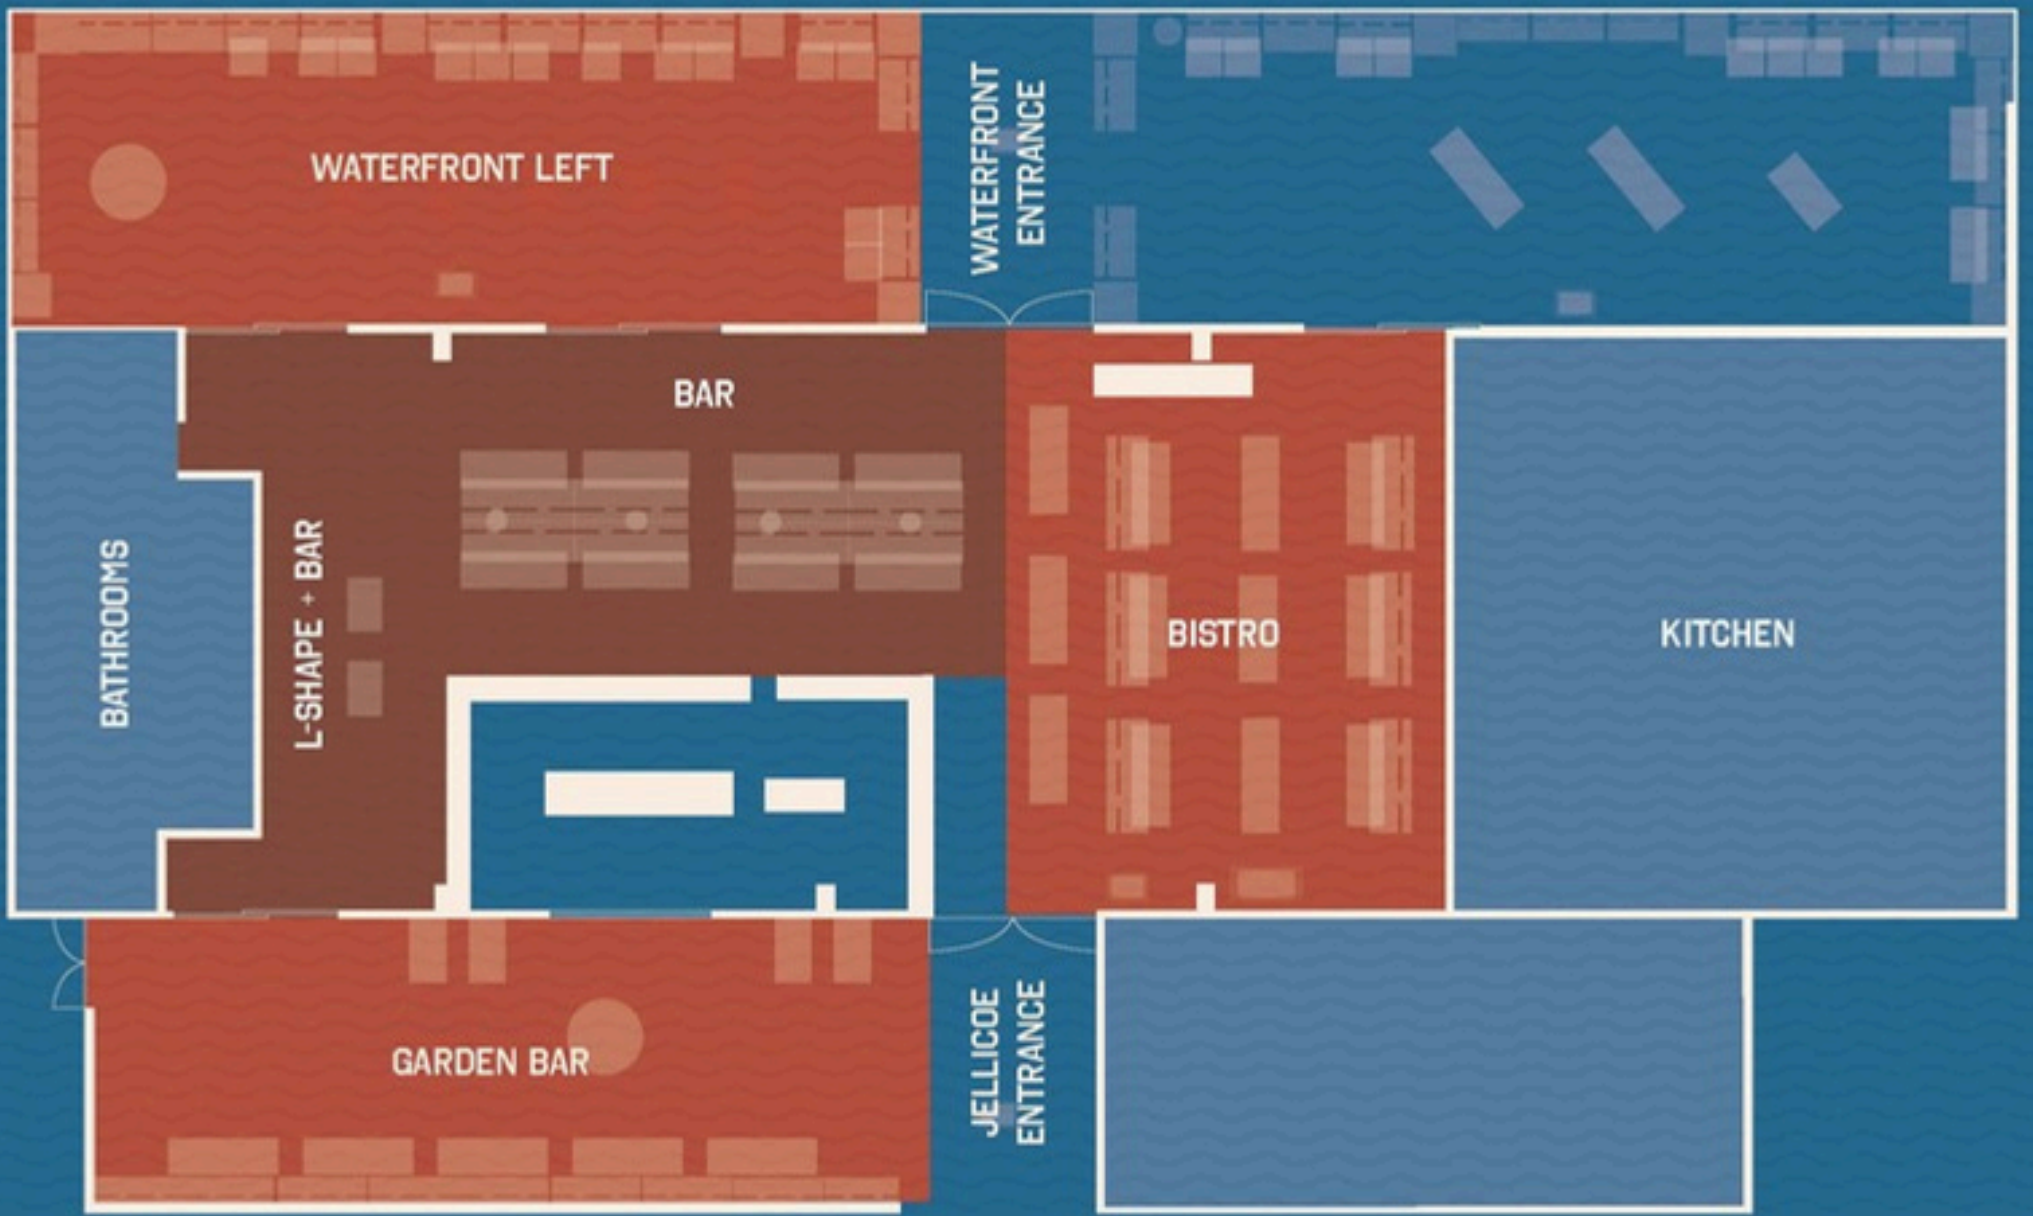 WATERFRONT LEFT
WATERFRONT
ENTRANCE
BAR
BATHROOMS
L-SHAPE + BAR
BISTRO
KITCHEN
GARDEN BAR
JELLICOE
ENTRANCE